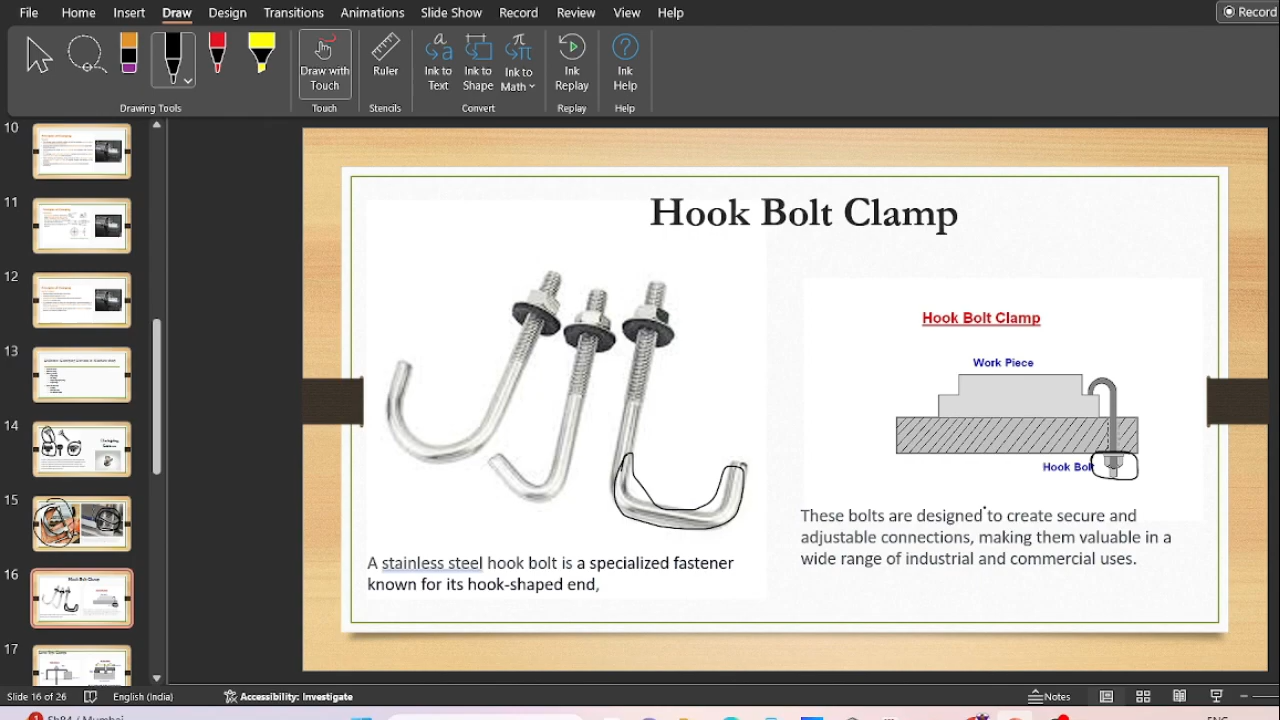 File Home Insert Draw Design Transitions Animations Slide Show Record Review View Help Record
Draw with Touch
Ruler
Ink to Text
Ink to Shape
Ink to Math
Ink Replay
Ink Help
Drawing Tools Touch Stencils Convert Replay Help
10
11
12
13
14
15
16
17
Hook Bolt Clamp
Hook Bolt Clamp
Work Piece
Hook Bolt
A stainless steel hook bolt is a specialized fastener
known for its hook-shaped end,
These bolts are designed to create secure and
adjustable connections, making them valuable in a
wide range of industrial and commercial uses.
Slide 16 of 26 English (India) Accessibility: Investigate Notes